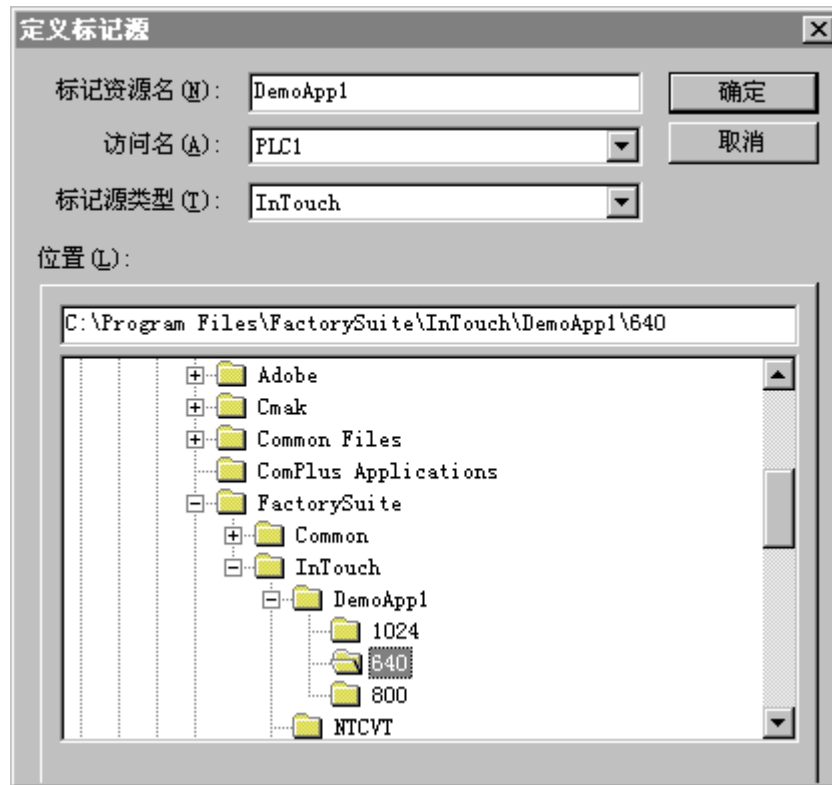 定义标记源
标记资源名(N): DemoApp1 确定
访问名(A): PLC1 取消
标记源类型(T): InTouch
位置(L):
C:\Program Files\FactorySuite\InTouch\DemoApp1\640
Adobe
Cmak
Common Files
ComPlus Applications
FactorySuite
Common
InTouch
DemoApp1
1024
640
800
NTCVT